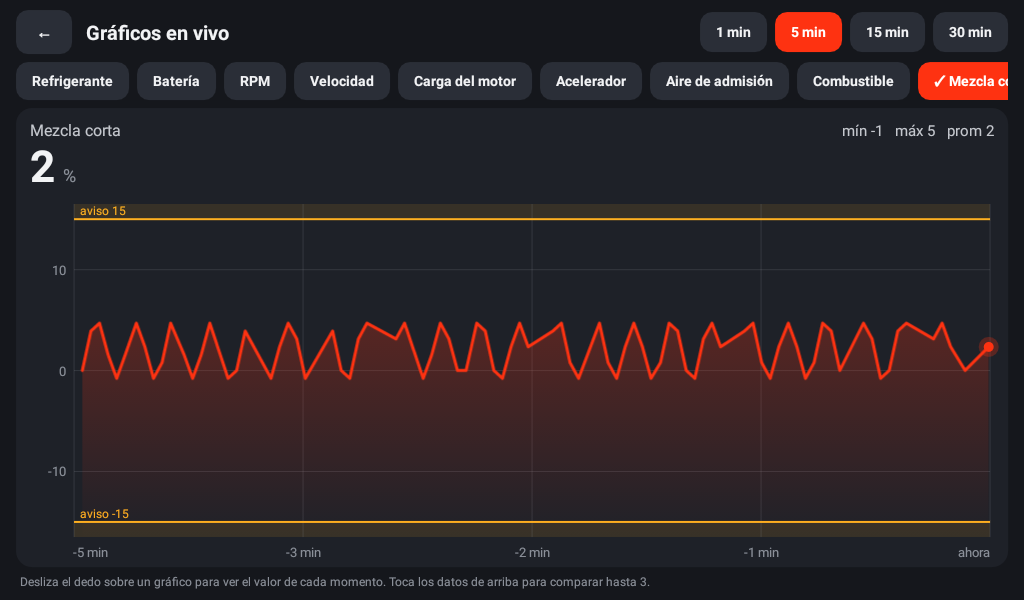 ←
Gráficos en vivo
1 min
5 min
15 min
30 min
Refrigerante
Batería
RPM
Velocidad
Carga del motor
Acelerador
Aire de admisión
Combustible
✓ Mezcla
Mezcla corta
mín -1 máx 5 prom 2
2 %
aviso 15
10
0
-10
aviso -15
-5 min
-3 min
-2 min
-1 min
ahora
Desliza el dedo sobre un gráfico para ver el valor de cada momento. Toca los datos de arriba para comparar hasta 3.